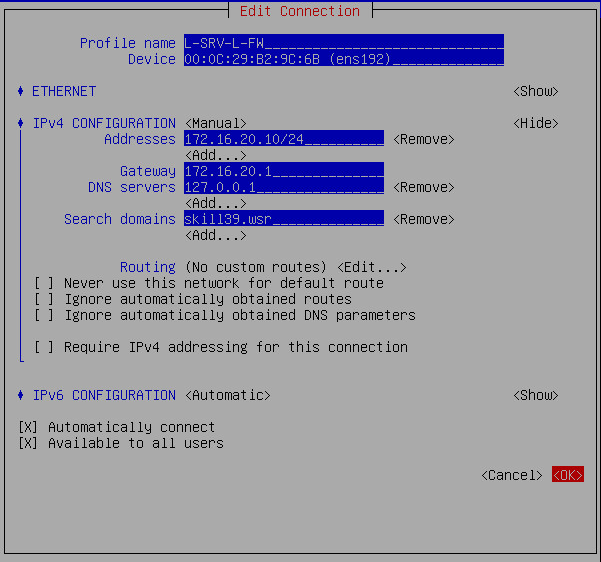 Edit Connection
Profile name L-SRV-L-FW
Device 00:0C:29:B2:9C:6B (ens192)
ETHERNET <Show>
IPv4 CONFIGURATION <Manual> <Hide>
Addresses 172.16.20.10/24 <Remove>
<Add...>
Gateway 172.16.20.1
DNS servers 127.0.0.1 <Remove>
<Add...>
Search domains skill39.wsr <Remove>
<Add...>
Routing (No custom routes) <Edit...>
[ ] Never use this network for default route
[ ] Ignore automatically obtained routes
[ ] Ignore automatically obtained DNS parameters
[ ] Require IPv4 addressing for this connection
IPv6 CONFIGURATION <Automatic> <Show>
[X] Automatically connect
[X] Available to all users
<Cancel> <OK>